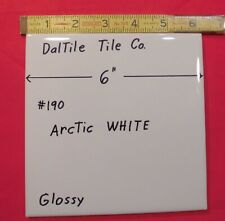 1 2 3 4 5 6
DalTile Tile Co.
6"
#190
Arctic WHITE
Glossy